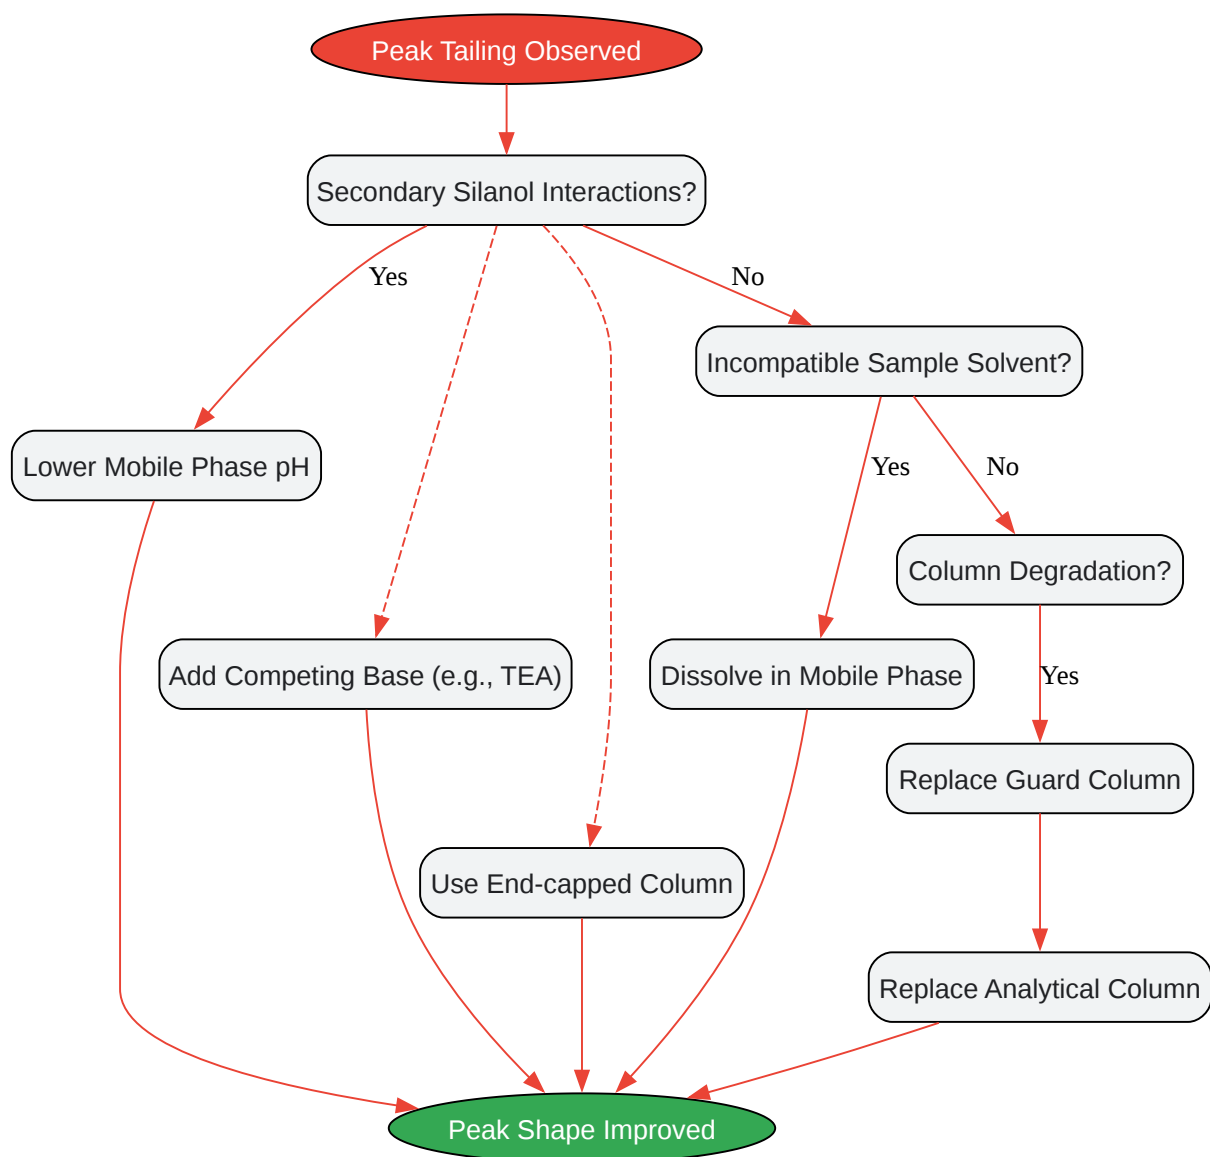 Peak Tailing Observed
Secondary Silanol Interactions?
Yes
No
Incompatible Sample Solvent?
Lower Mobile Phase pH
Yes
No
Column Degradation?
Add Competing Base (e.g., TEA)
Dissolve in Mobile Phase
Yes
Replace Guard Column
Use End-capped Column
Replace Analytical Column
Peak Shape Improved